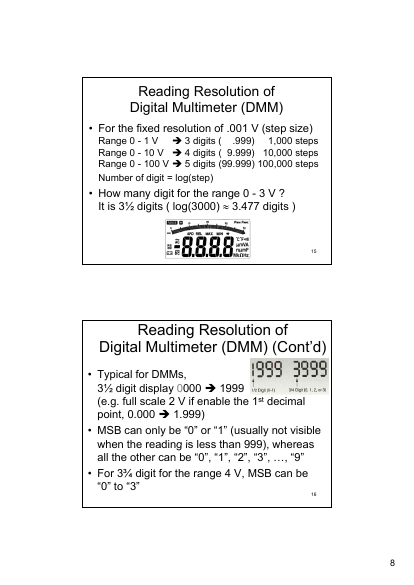 Reading Resolution of
Digital Multimeter (DMM)
• For the fixed resolution of .001 V (step size)
Range 0 - 1 V ➔ 3 digits ( .999) 1,000 steps
Range 0 - 10 V ➔ 4 digits ( 9.999) 10,000 steps
Range 0 - 100 V ➔ 5 digits (99.999) 100,000 steps
Number of digit = log(step)
• How many digit for the range 0 - 3 V ?
It is 3½ digits ( log(3000) ≈ 3.477 digits )
8.8.8.8
15
Reading Resolution of
Digital Multimeter (DMM) (Cont’d)
1999 3999
1/2 Digit (0-1) 3/4 Digit (0, 1, 2, or 3)
• Typical for DMMs,
3½ digit display 0000 ➔ 1999
(e.g. full scale 2 V if enable the 1st decimal
point, 0.000 ➔ 1.999)
• MSB can only be “0” or “1” (usually not visible
when the reading is less than 999), whereas
all the other can be “0”, “1”, “2”, “3”, …, “9”
• For 3¾ digit for the range 4 V, MSB can be
“0” to “3”
16
8